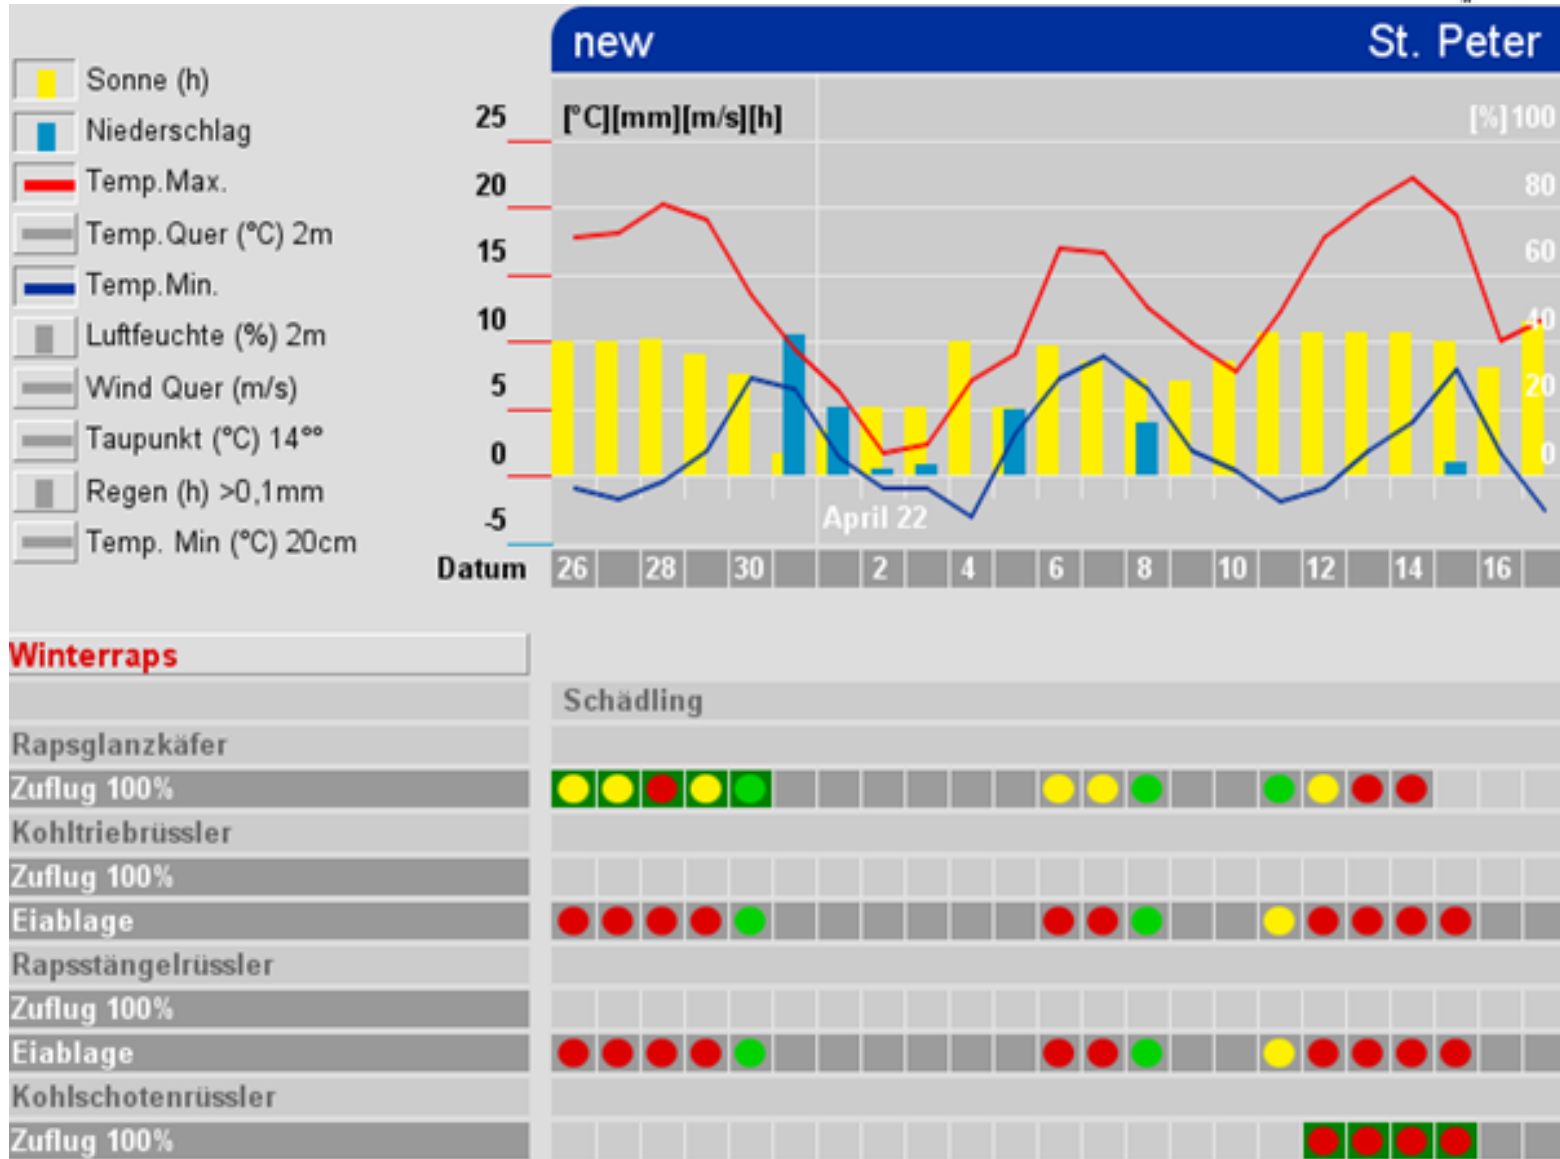 new St. Peter
Sonne (h)
Niederschlag
Temp.Max.
Temp.Quer (°C) 2m
Temp.Min.
Luftfeuchte (%) 2m
Wind Quer (m/s)
Taupunkt (°C) 14°°
Regen (h) >0,1mm
Temp. Min (°C) 20cm
25 [°C][mm][m/s][h] [%] 100
20 80
15 60
10 40
5 20
0 0
-5 April 22
Datum 26 28 30 2 4 6 8 10 12 14 16
Winterraps
Schädling
Rapsglanzkäfer
Zuflug 100%
Kohltriebrüssler
Zuflug 100%
Eiablage
Rapsstängelrüssler
Zuflug 100%
Eiablage
Kohlschotenrüssler
Zuflug 100%